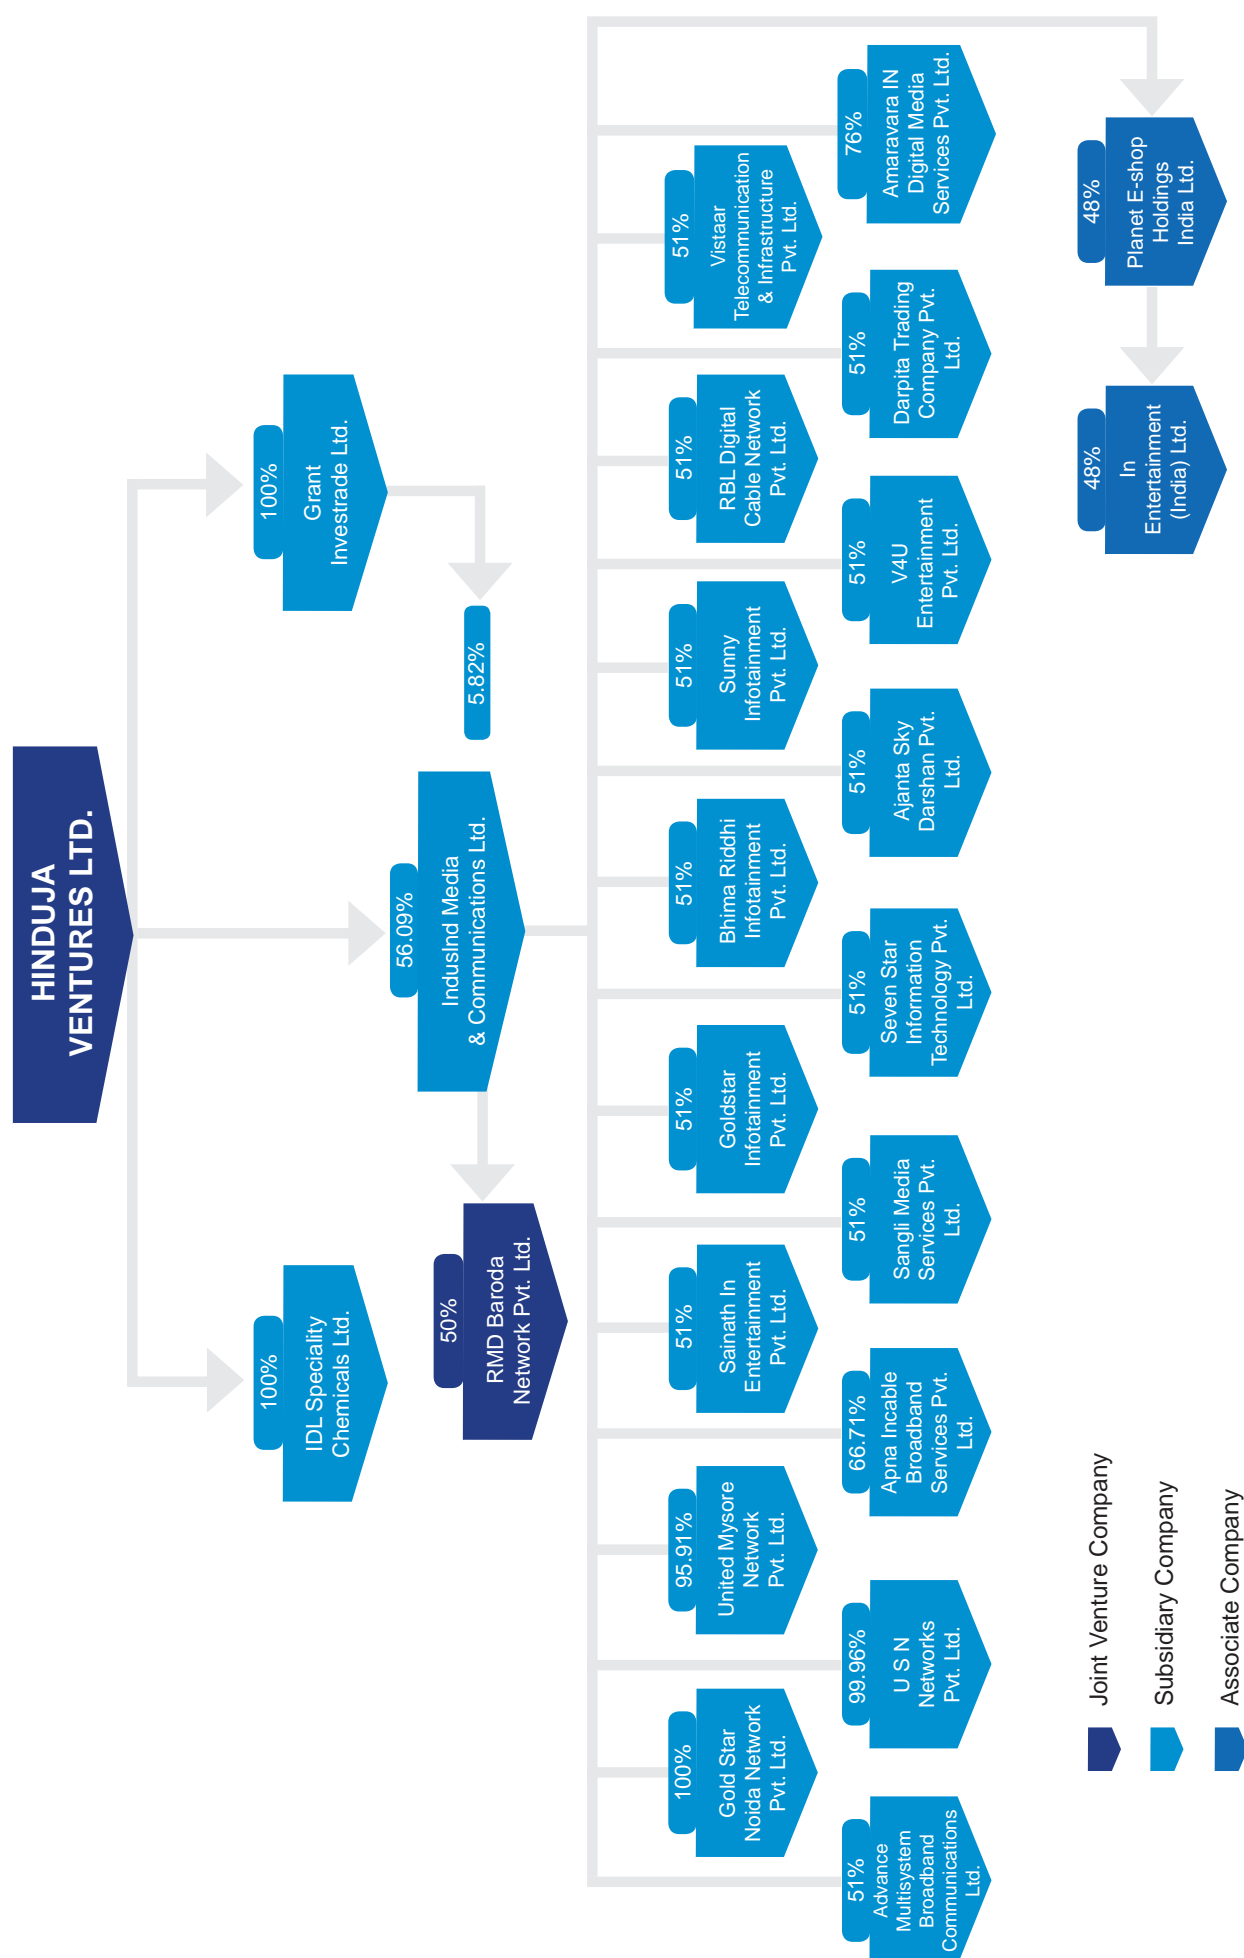 HINDUJA
VENTURES LTD.
100%
IDL Speciality
Chemicals Ltd.
56.09%
IndusInd Media
& Communications Ltd.
100%
Grant
Investrade Ltd.
5.82%
50%
RMD Baroda
Network Pvt. Ltd.
100%
Gold Star
Noida Network
Pvt. Ltd.
95.91%
United Mysore
Network
Pvt. Ltd.
51%
Sainath In
Entertainment
Pvt. Ltd.
51%
Goldstar
Infotainment
Pvt. Ltd.
51%
Bhima Riddhi
Infotainment
Pvt. Ltd.
51%
Sunny
Infotainment
Pvt. Ltd.
51%
RBL Digital
Cable Network
Pvt. Ltd.
51%
Vistaar
Telecommunication
& Infrastructure
Pvt. Ltd.
51%
Advance
Multisystem
Broadband
Communications
Ltd.
99.96%
U S N
Networks
Pvt. Ltd.
66.71%
Apna Incable
Broadband
Services Pvt.
Ltd.
51%
Sangli Media
Services Pvt.
Ltd.
51%
Seven Star
Information
Technology Pvt.
Ltd.
51%
Ajanta Sky
Darshan Pvt.
Ltd.
51%
V4U
Entertainment
Pvt. Ltd.
51%
Darpita Trading
Company Pvt.
Ltd.
76%
Amaravara IN
Digital Media
Services Pvt. Ltd.
48%
In
Entertainment
(India) Ltd.
48%
Planet E-shop
Holdings
India Ltd.
Joint Venture Company
Subsidiary Company
Associate Company